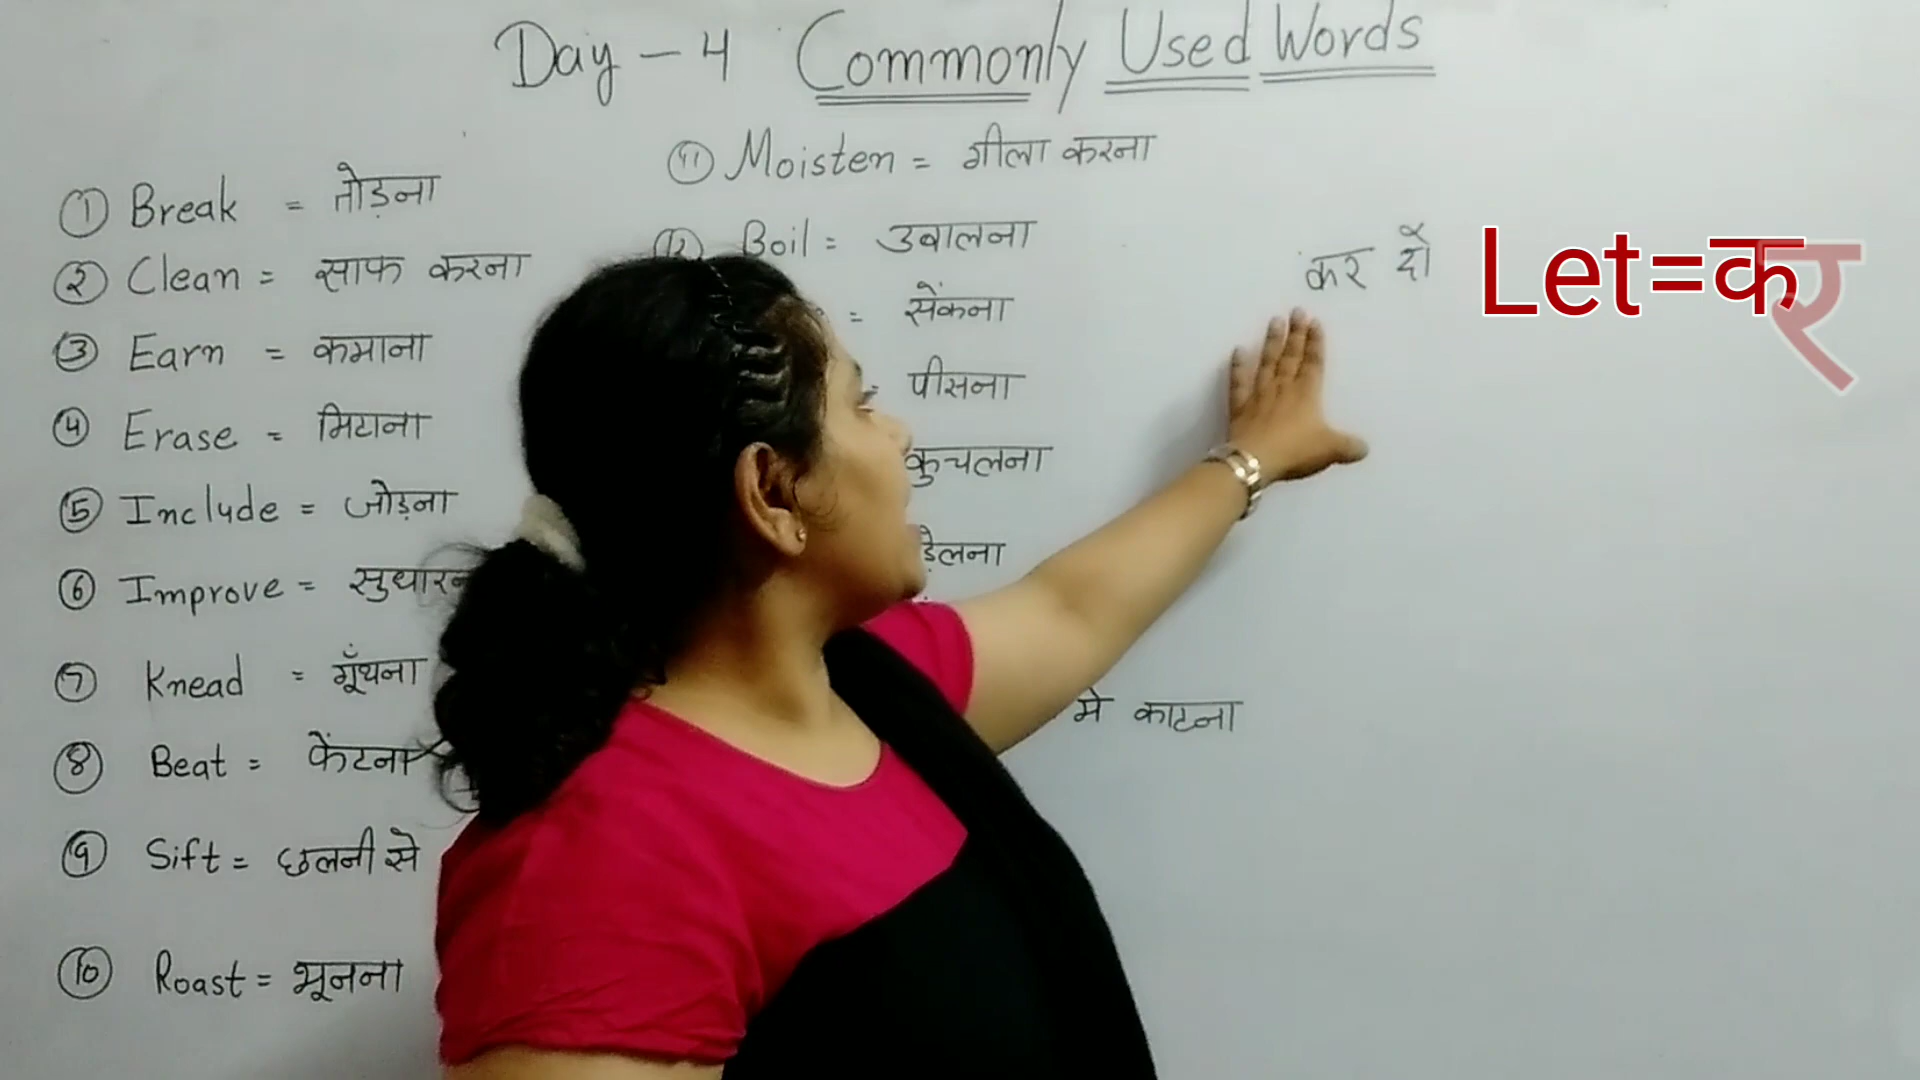 Day - 4 Commonly Used Words
① Break = तोड़ना
② Clean = साफ करना
③ Earn = कमाना
④ Erase = मिटाना
⑤ Include = जोड़ना
⑥ Improve = सुधारन
⑦ Knead = गूँथना
⑧ Beat = फेंटना
⑨ Sift = छलनी से
⑩ Roast = भूनना
⑪ Moisten = गीला करना
⑫ Boil = उबालना
= सेंकना
= पीसना
कुचलना
ड़ेलना
मे काटना
कर दो
Let=कर